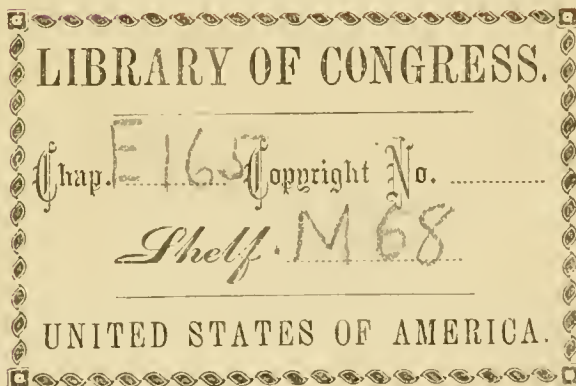 LIBRARY OF CONGRESS.
Chap. E165 Copyright No. ............
Shelf. M68
UNITED STATES OF AMERICA.